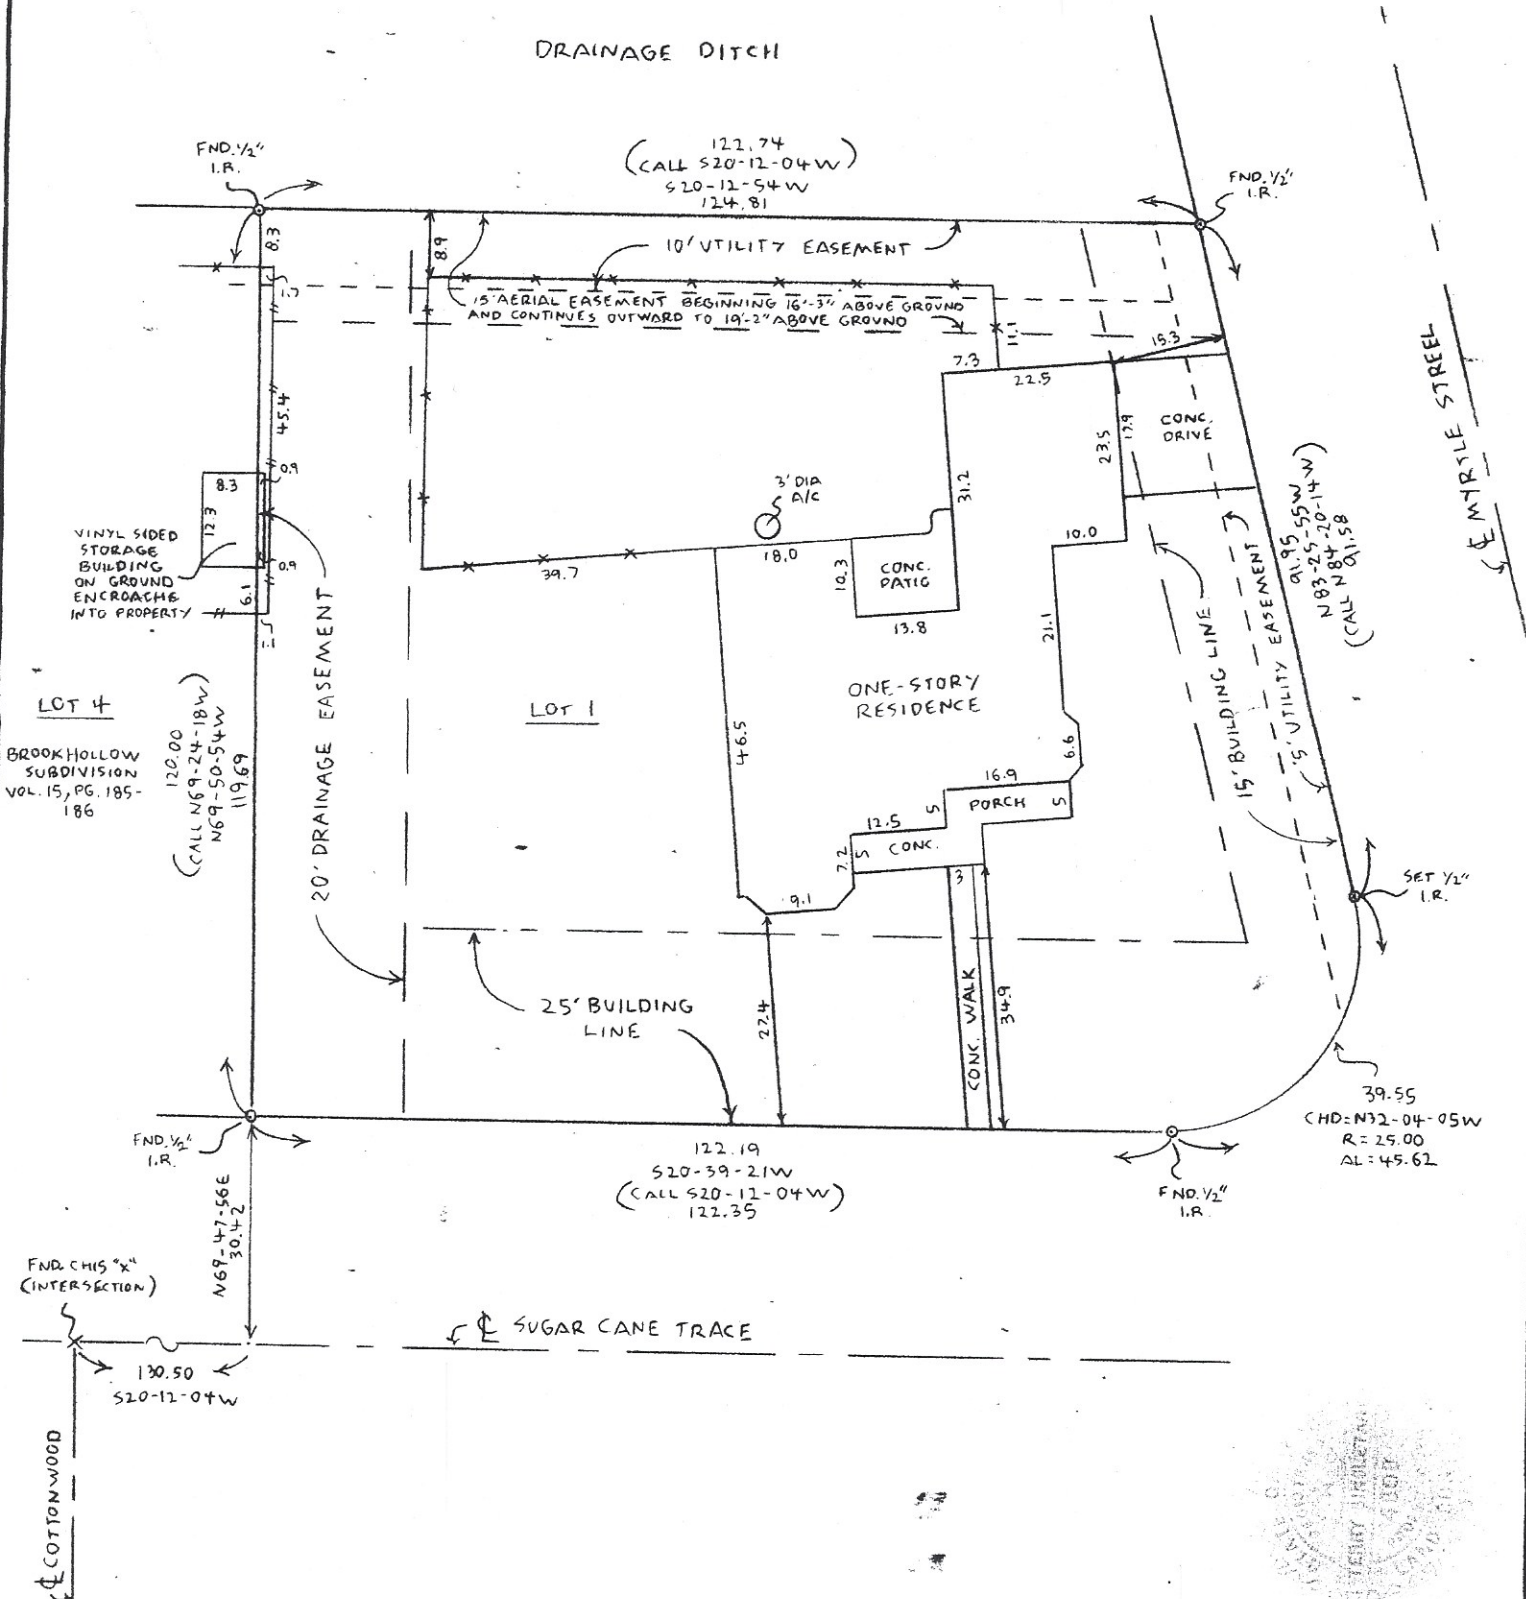 DRAINAGE DITCH
122.74
(CALL S20-12-04W)
S20-12-54W
124.81
FND. 1/2"
I.R.
FND. 1/2"
I.R.
8.3
8.9
10' UTILITY EASEMENT
15' AERIAL EASEMENT BEGINNING 16'-3" ABOVE GROUND
AND CONTINUES OUTWARD TO 19'-2" ABOVE GROUND
7.3
22.5
11.1
15.3
CONC.
DRIVE
23.5
17.9
31.2
3' DIA
A/C
18.0
39.7
10.3
CONC.
PATIO
13.8
10.0
21.1
6.6
45.4
0.9
8.3
12.3
0.9
6.1
VINYL SIDED
STORAGE
BUILDING
ON GROUND
ENCROACHE
INTO PROPERTY
20' DRAINAGE EASEMENT
LOT 4
BROOKHOLLOW
SUBDIVISION
VOL. 15, PG. 185-
186
120.00
(CALL N69-24-18W)
N69-50-54W
119.69
LOT 1
46.5
ONE-STORY
RESIDENCE
16.9
5
PORCH
5
12.5
CONC.
7.2
5
9.1
3
27.4
CONC. WALK
34.9
25' BUILDING
LINE
15' BUILDING LINE
5' UTILITY EASEMENT
91.95
N83-25-55W
(CALL N84-20-14W)
91.58
℄ MYRTLE STREEL
SET 1/2"
I.R.
39.55
CHD=N32-04-05W
R=25.00
AL=45.62
FND. 1/2"
I.R.
122.19
S20-39-21W
(CALL S20-12-04W)
122.35
FND. 1/2"
I.R.
N69-47-56E
30.42
FND. CHIS "X"
(INTERSECTION)
℄ SUGAR CANE TRACE
130.50
S20-12-04W
℄ COTTONWOOD